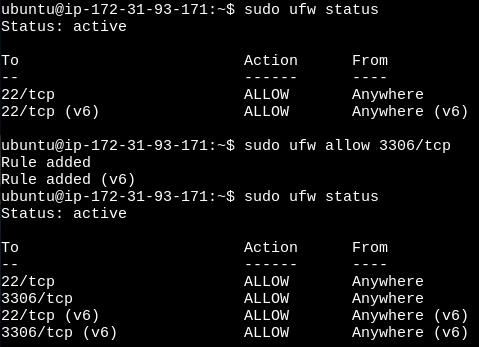 ubuntu@ip-172-31-93-171:~$ sudo ufw status
Status: active
To                         Action      From
--                         ------      ----
22/tcp                     ALLOW       Anywhere
22/tcp (v6)                ALLOW       Anywhere (v6)
ubuntu@ip-172-31-93-171:~$ sudo ufw allow 3306/tcp
Rule added
Rule added (v6)
ubuntu@ip-172-31-93-171:~$ sudo ufw status
Status: active
To                         Action      From
--                         ------      ----
22/tcp                     ALLOW       Anywhere
3306/tcp                   ALLOW       Anywhere
22/tcp (v6)                ALLOW       Anywhere (v6)
3306/tcp (v6)              ALLOW       Anywhere (v6)